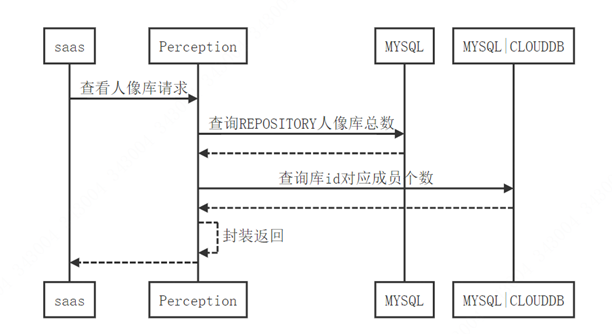 saas
Perception
MYSQL
MYSQL|CLOUDDB
查看人像库请求
查询REPOSITORY人像库总数
查询库id对应成员个数
封装返回
saas
Perception
MYSQL
MYSQL|CLOUDDB